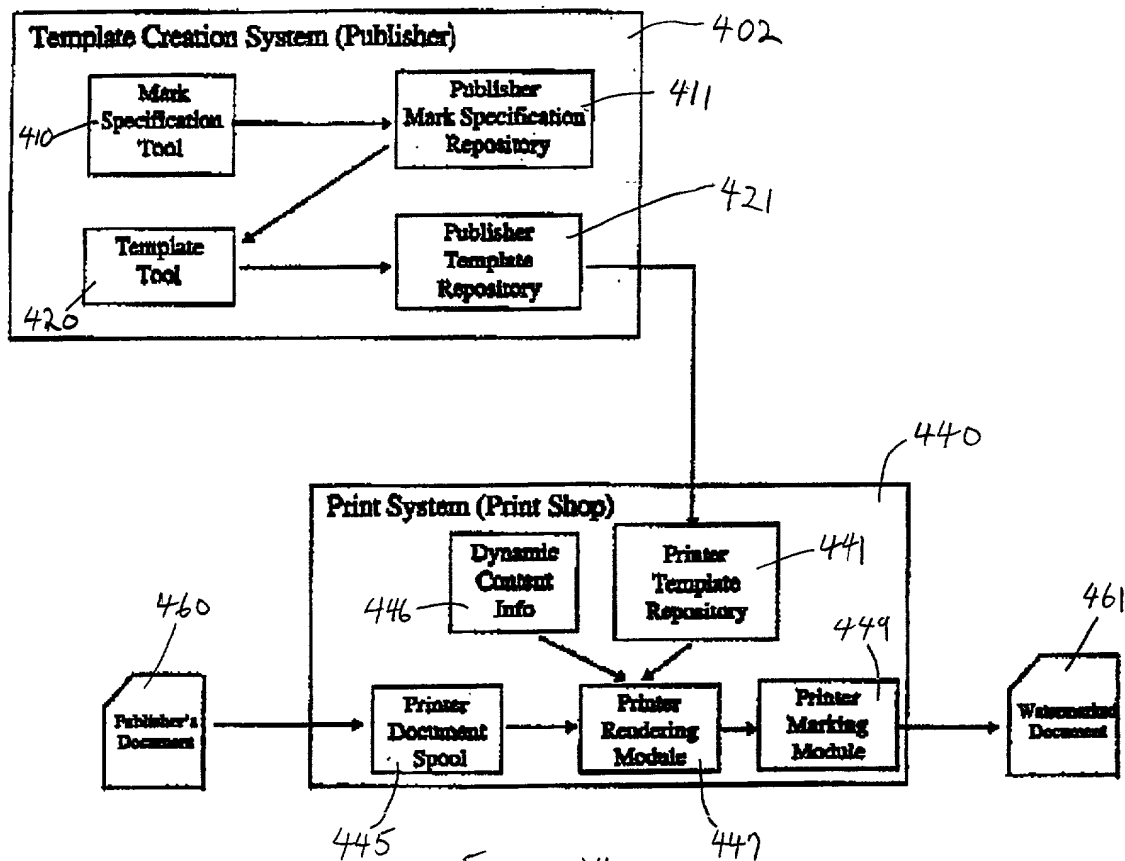 Template Creation System (Publisher)
402
Mark
Specification
Tool
410
Publisher
Mark Specification
Repository
411
Template
Tool
420
Publisher
Template
Repository
421
440
Print System (Print Shop)
Dynamic
Content
Info
446
Printer
Template
Repository
441
460
Publisher's
Document
Printer
Document
Spool
445
Printer
Rendering
Module
447
Printer
Marking
Module
449
461
Watermarked
Document